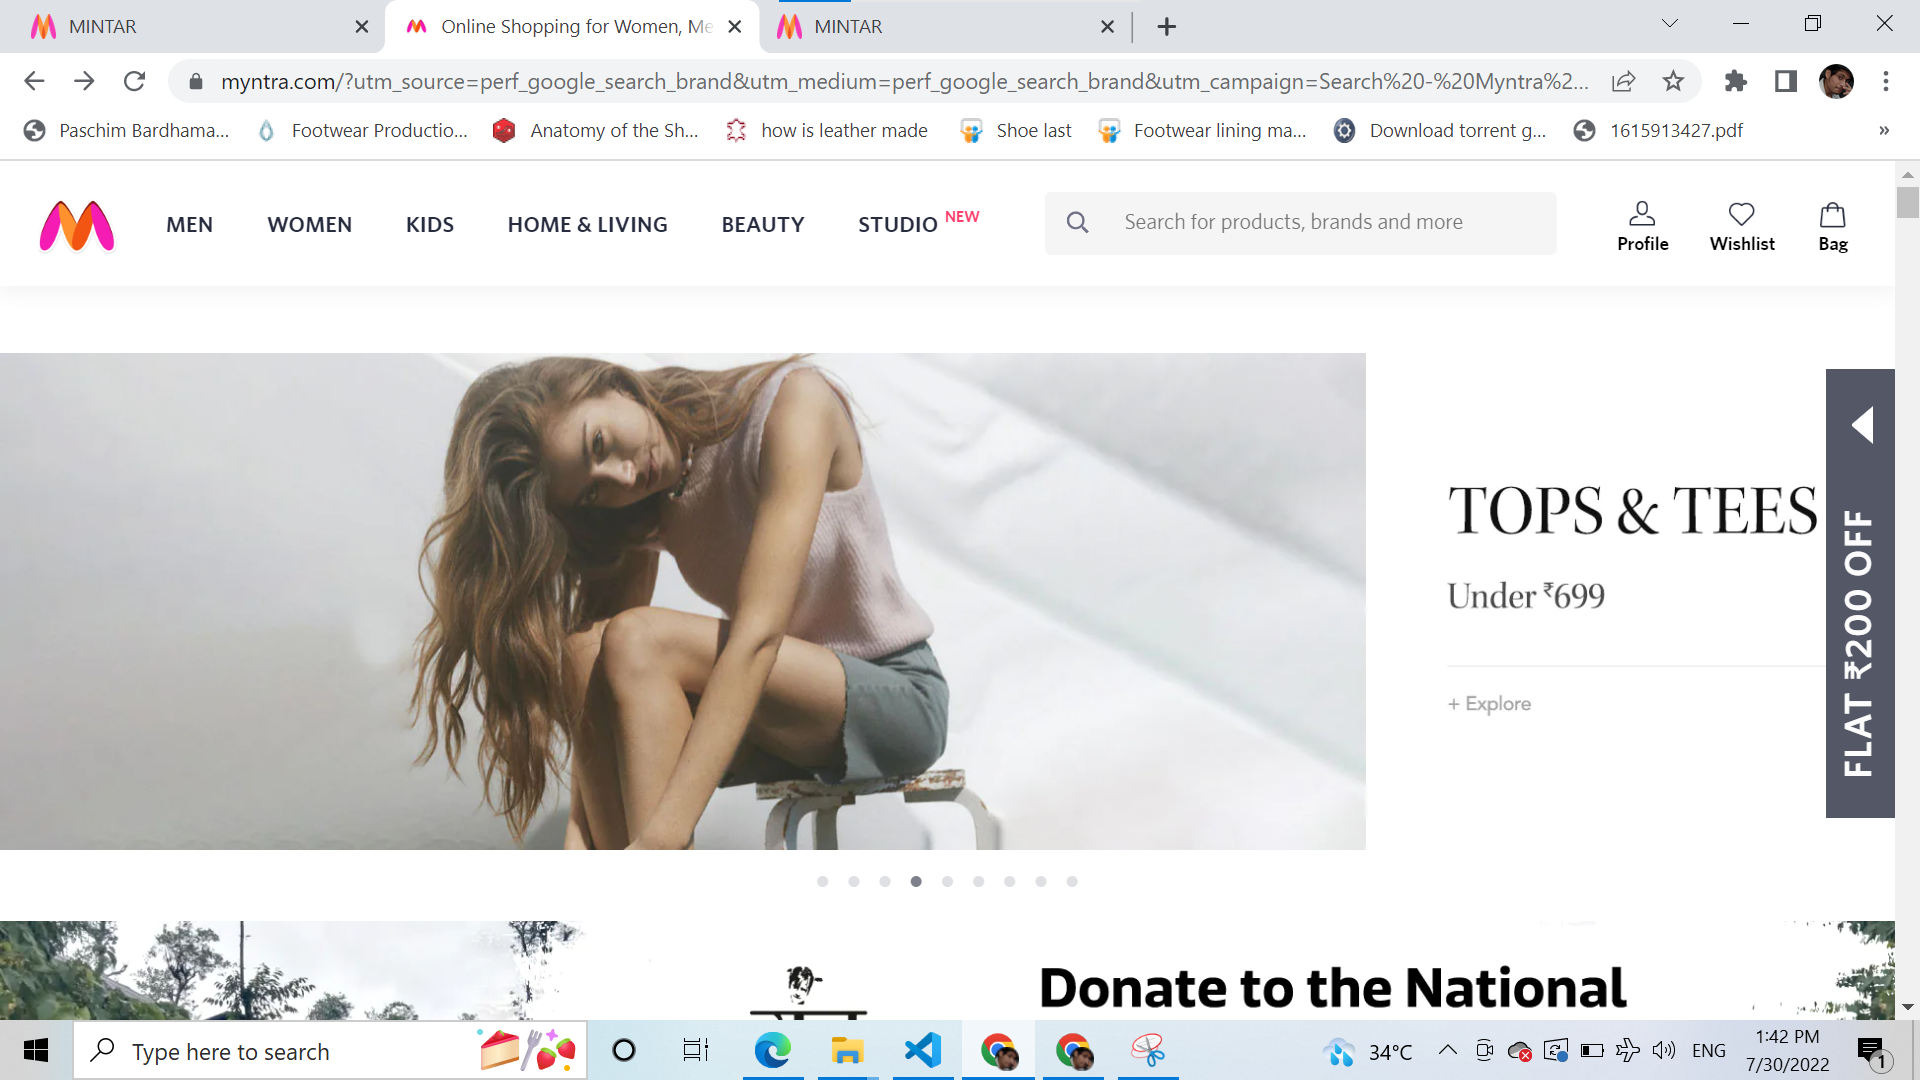 MINTAR
Online Shopping for Women, Me
MINTAR
myntra.com/?utm_source=perf_google_search_brand&utm_medium=perf_google_search_brand&utm_campaign=Search%20-%20Myntra%2...
Paschim Bardhama...
Footwear Productio...
Anatomy of the Sh...
how is leather made
Shoe last
Footwear lining ma...
Download torrent g...
1615913427.pdf
»
MEN
WOMEN
KIDS
HOME & LIVING
BEAUTY
STUDIO NEW
Search for products, brands and more
Profile
Wishlist
Bag
TOPS & TEES
Under ₹699
+ Explore
FLAT ₹200 OFF
Donate to the National
Type here to search
34°C
ENG
1:42 PM
7/30/2022
1